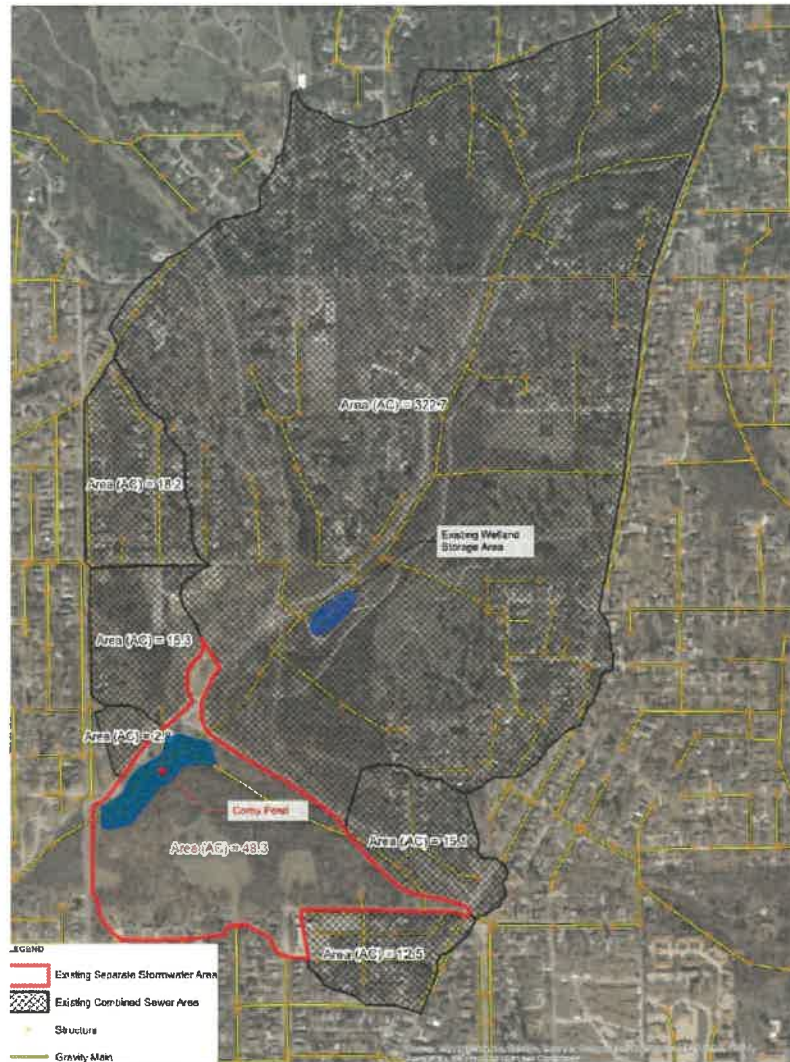 Area (AC) = 322.7
Area (AC) = 18.2
Existing Wetland
Storage Area
Area (AC) = 15.3
Area (AC) = 2.
Pond
Area (AC) = 15.1
Area (AC) = 48.3
Area (AC) = 12.5
LEGEND
Existing Separate Stormwater Area
Existing Combined Sewer Area
Structure
Gravity Main